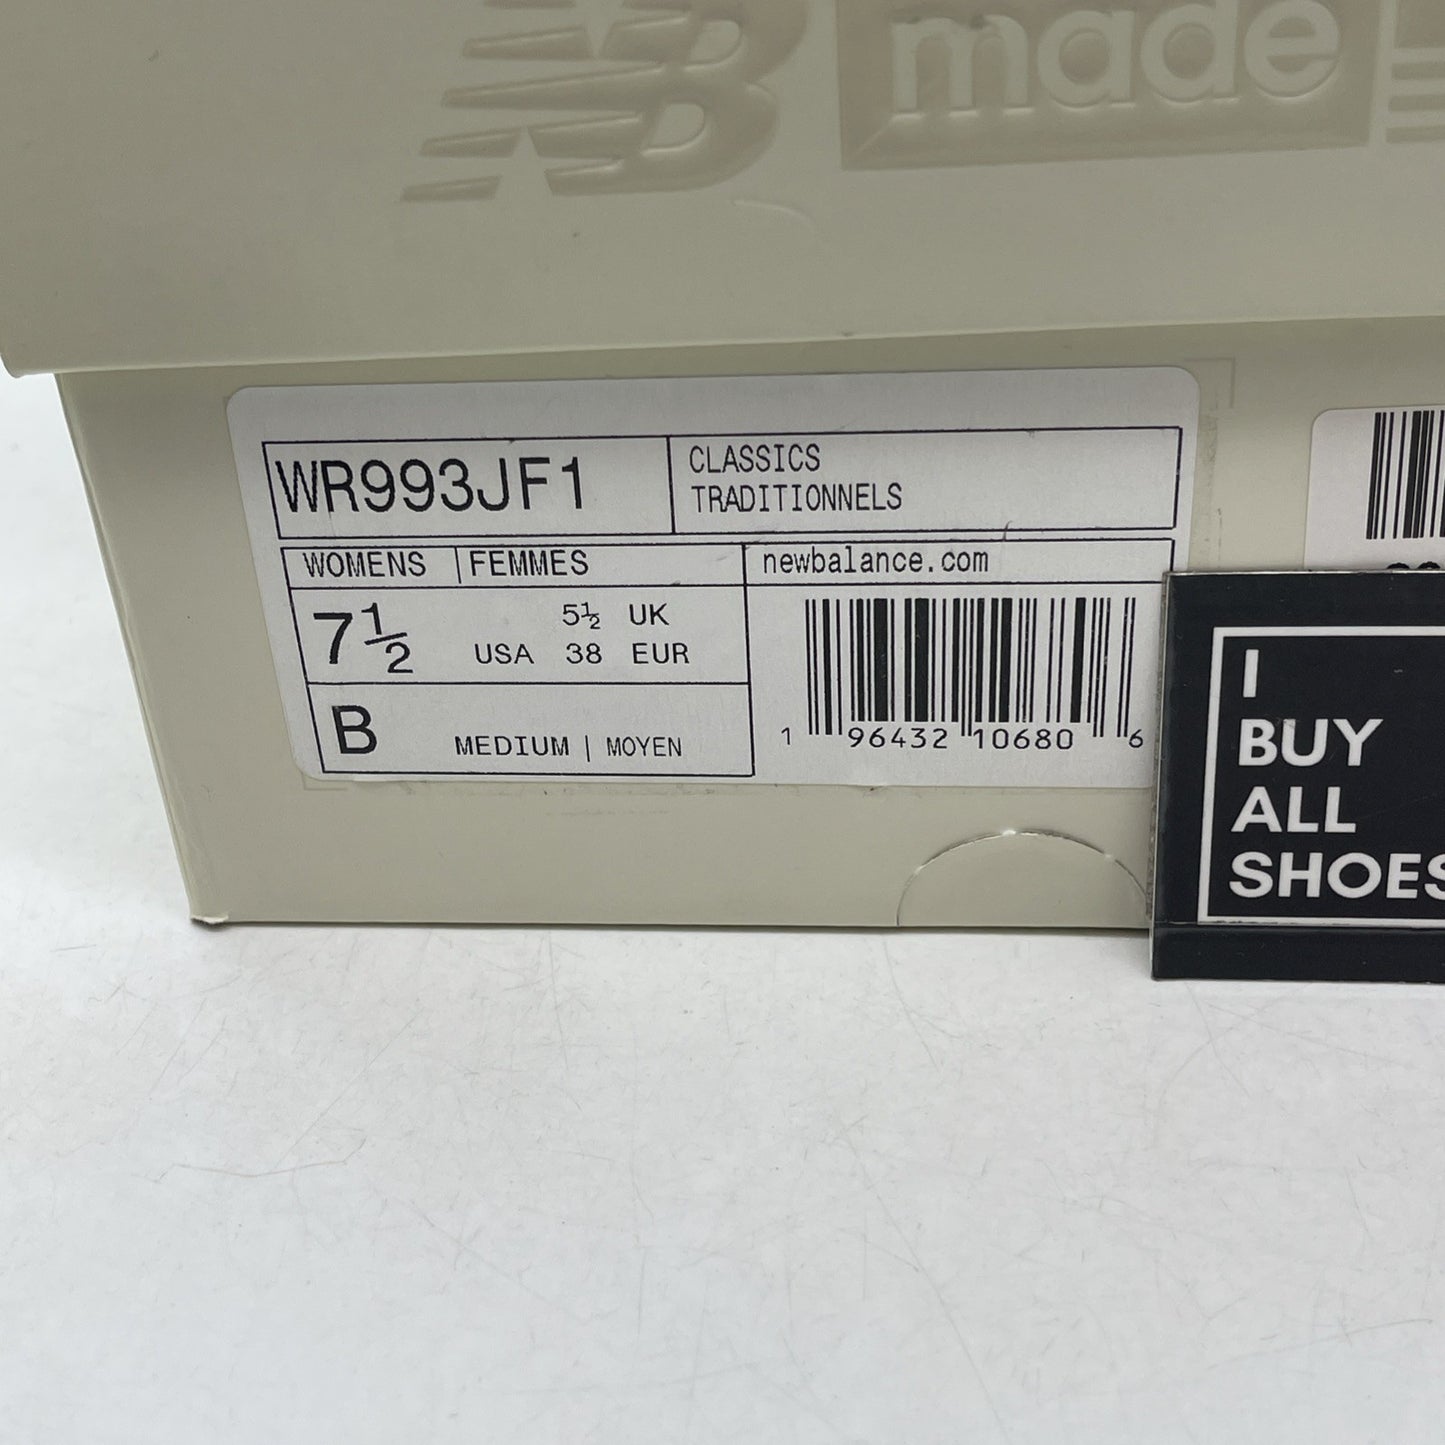 NB made
WR993JF1
CLASSICS
TRADITIONNELS
WOMENS | FEMMES
newbalance.com
7½
5½ UK
USA 38 EUR
B
MEDIUM | MOYEN
1 96432 10680 6
I
BUY
ALL
SHOES